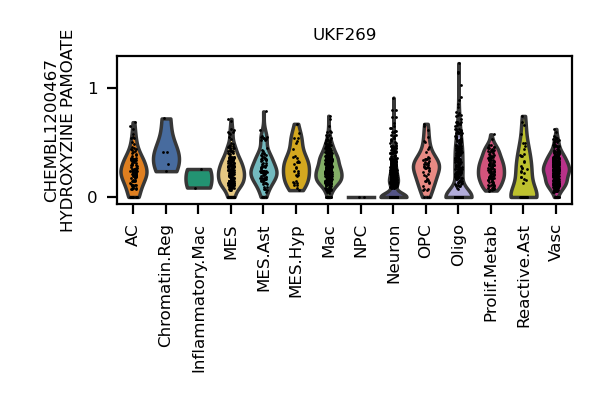 UKF269
CHEMBL1200467
HYDROXYZINE PAMOATE
1
0
AC
Chromatin.Reg
Inflammatory.Mac
MES
MES.Ast
MES.Hyp
Mac
NPC
Neuron
OPC
Oligo
Prolif.Metab
Reactive.Ast
Vasc